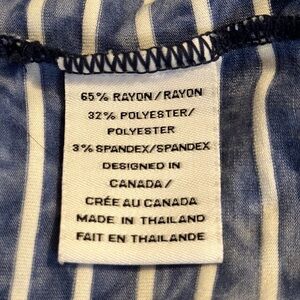 65% RAYON/RAYON
32% POLYESTER/
POLYESTER
3% SPANDEX/SPANDEX
DESIGNED IN
CANADA/
CRÉE AU CANADA
MADE IN THAILAND
FAIT EN THAILANDE